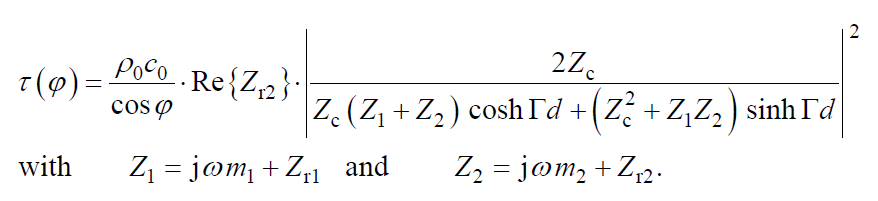 τ(φ) = ρ₀c₀ / cos φ · Re{Z_r2} · | 2Z_c / (Z_c (Z₁ + Z₂) cosh Γd + (Z_c² + Z₁Z₂) sinh Γd) |²
with Z₁ = jωm₁ + Z_r1 and Z₂ = jωm₂ + Z_r2.